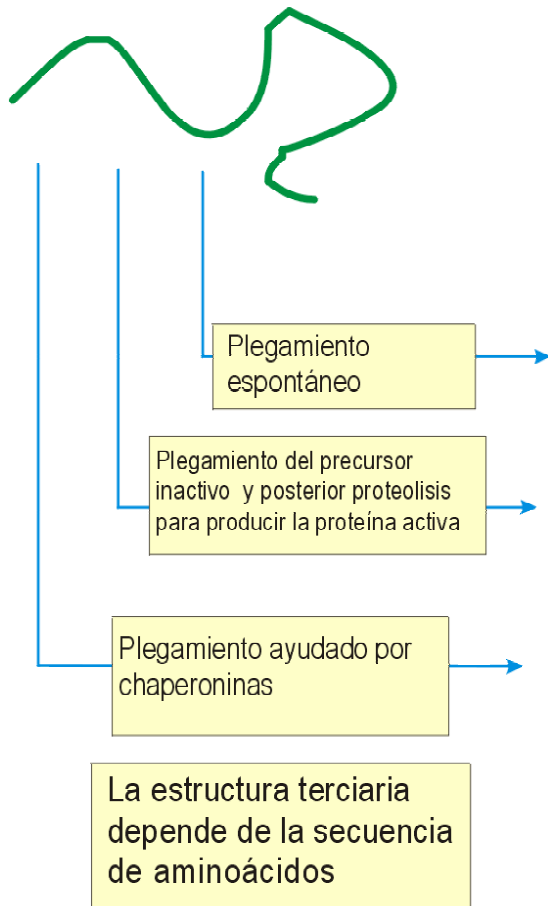 Plegamiento
espontáneo
Plegamiento del precursor
inactivo y posterior proteolisis
para producir la proteína activa
Plegamiento ayudado por
chaperoninas
La estructura terciaria
depende de la secuencia
de aminoácidos